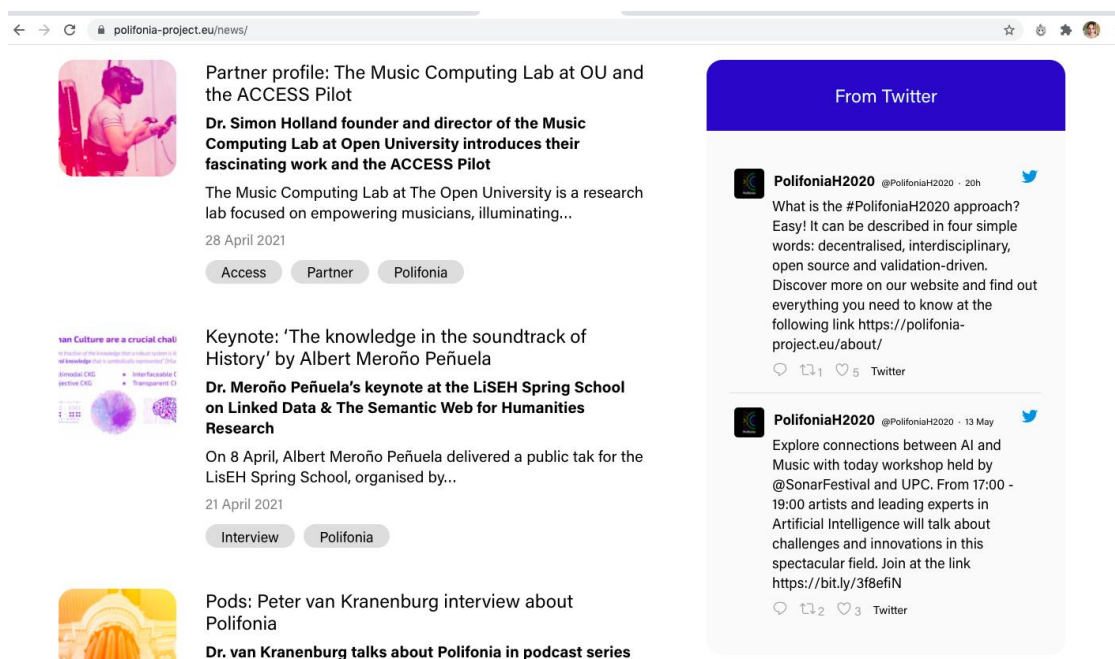 polifonia-project.eu/news/
Partner profile: The Music Computing Lab at OU and
the ACCESS Pilot
Dr. Simon Holland founder and director of the Music
Computing Lab at Open University introduces their
fascinating work and the ACCESS Pilot
The Music Computing Lab at The Open University is a research
lab focused on empowering musicians, illuminating...
28 April 2021
Access Partner Polifonia
man Culture are a crucial chall
Keynote: ‘The knowledge in the soundtrack of
History’ by Albert Meroño Peñuela
Dr. Meroño Peñuela’s keynote at the LiSEH Spring School
on Linked Data & The Semantic Web for Humanities
Research
On 8 April, Albert Meroño Peñuela delivered a public tak for the
LisEH Spring School, organised by...
21 April 2021
Interview Polifonia
Pods: Peter van Kranenburg interview about
Polifonia
Dr. van Kranenburg talks about Polifonia in podcast series
From Twitter
PolifoniaH2020 @PolifoniaH2020 · 20h
What is the #PolifoniaH2020 approach?
Easy! It can be described in four simple
words: decentralised, interdisciplinary,
open source and validation-driven.
Discover more on our website and find out
everything you need to know at the
following link https://polifonia-
project.eu/about/
1 5 Twitter
PolifoniaH2020 @PolifoniaH2020 · 13 May
Explore connections between AI and
Music with today workshop held by
@SonarFestival and UPC. From 17:00 -
19:00 artists and leading experts in
Artificial Intelligence will talk about
challenges and innovations in this
spectacular field. Join at the link
https://bit.ly/3f8efiN
2 3 Twitter